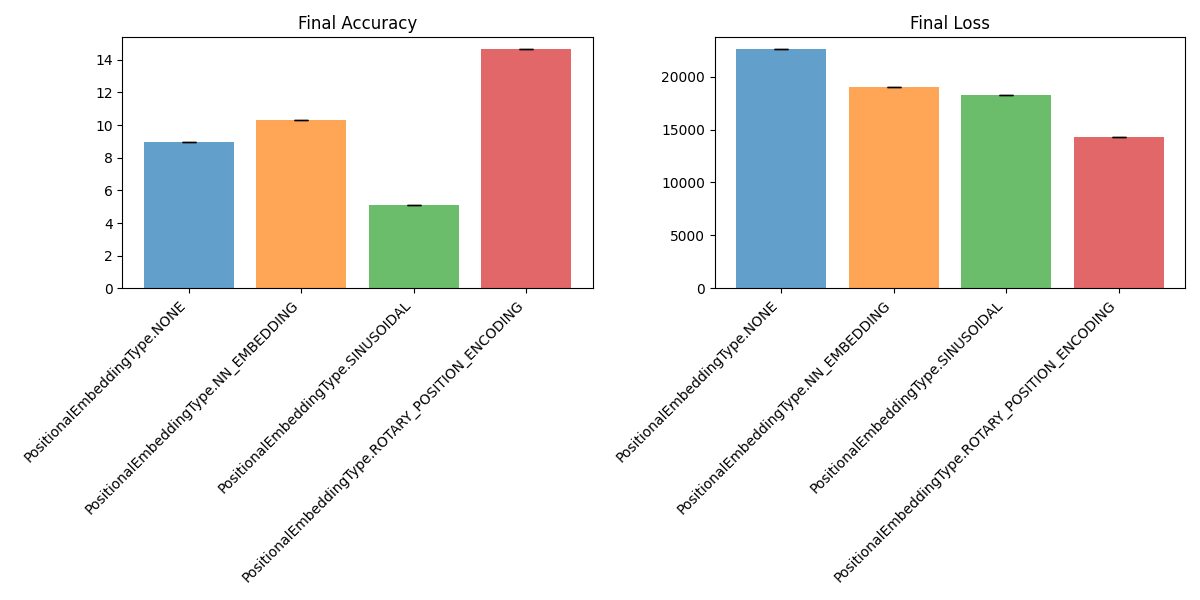 Final Accuracy
14
12
10
8
6
4
2
0
PositionalEmbeddingType.NONE
PositionalEmbeddingType.NN_EMBEDDING
PositionalEmbeddingType.SINUSOIDAL
PositionalEmbeddingType.ROTARY_POSITION_ENCODING
Final Loss
20000
15000
10000
5000
0
PositionalEmbeddingType.NONE
PositionalEmbeddingType.NN_EMBEDDING
PositionalEmbeddingType.SINUSOIDAL
PositionalEmbeddingType.ROTARY_POSITION_ENCODING